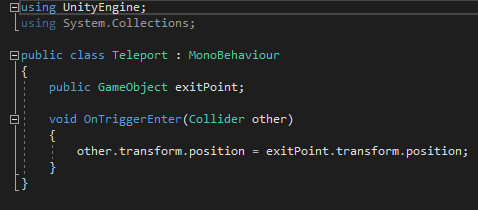 using UnityEngine;
using System.Collections;
public class Teleport : MonoBehaviour
{
public GameObject exitPoint;
void OnTriggerEnter(Collider other)
{
other.transform.position = exitPoint.transform.position;
}
}